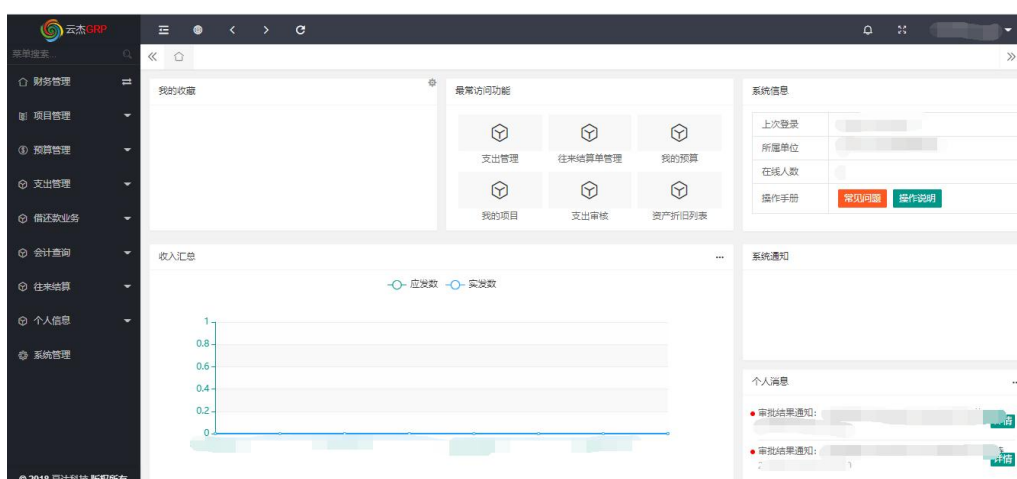 云杰GRP
菜单搜索...
财务管理
项目管理
预算管理
支出管理
借还款业务
会计查询
往来结算
个人信息
系统管理
我的收藏
最常访问功能
支出管理 往来结算单管理 我的预算
我的项目 支出审核 资产折旧列表
系统信息
上次登录
所属单位
在线人数
操作手册 常见问题 操作说明
收入汇总
应发数 实发数
1
0.8
0.6
0.4
0.2
0
系统通知
个人消息
审批结果通知:
详情
审批结果通知:
详情